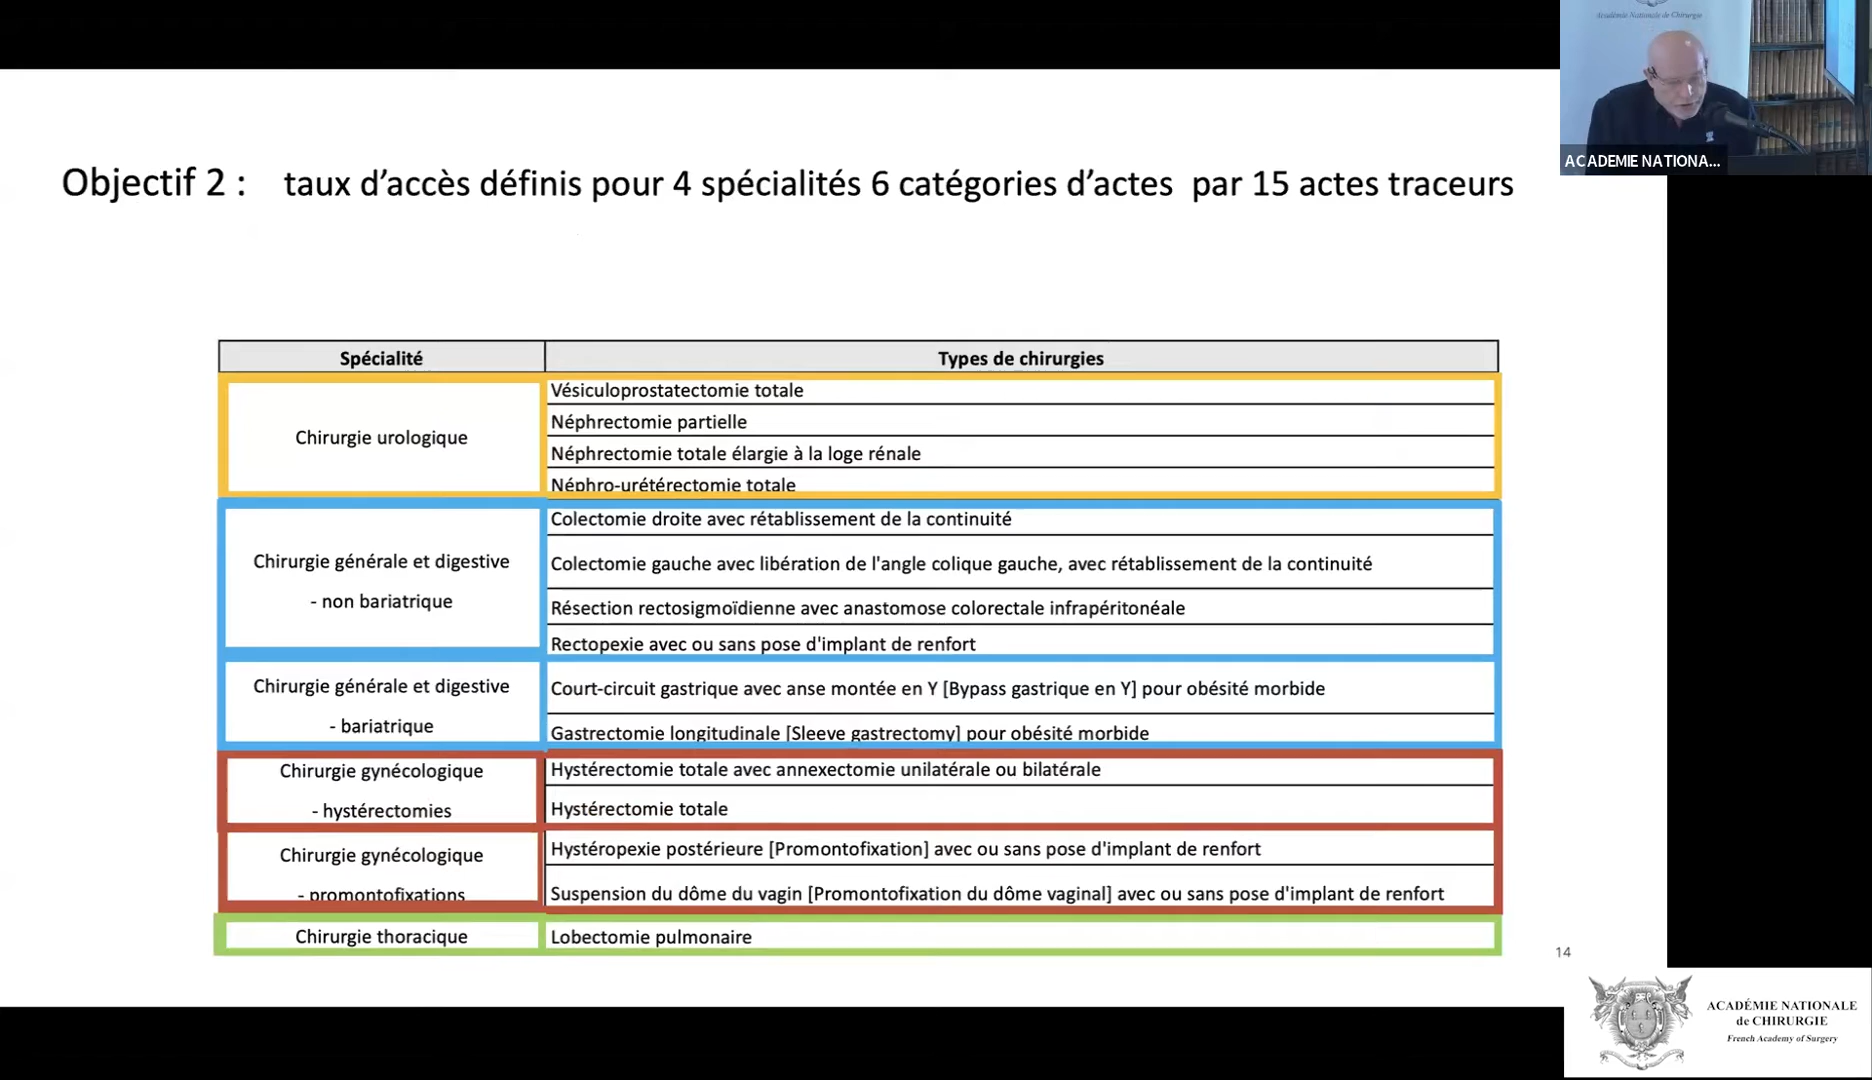 Académie Nationale de Chirurgie
ACADEMIE NATIONA...
Objectif 2 : taux d’accès définis pour 4 spécialités 6 catégories d’actes par 15 actes traceurs
Spécialité
Types de chirurgies
Chirurgie urologique
Vésiculoprostatectomie totale
Néphrectomie partielle
Néphrectomie totale élargie à la loge rénale
Néphro-urétérectomie totale
Chirurgie générale et digestive
- non bariatrique
Colectomie droite avec rétablissement de la continuité
Colectomie gauche avec libération de l'angle colique gauche, avec rétablissement de la continuité
Résection rectosigmoïdienne avec anastomose colorectale infrapéritonéale
Rectopexie avec ou sans pose d'implant de renfort
Chirurgie générale et digestive
- bariatrique
Court-circuit gastrique avec anse montée en Y [Bypass gastrique en Y] pour obésité morbide
Gastrectomie longitudinale [Sleeve gastrectomy] pour obésité morbide
Chirurgie gynécologique
- hystérectomies
Hystérectomie totale avec annexectomie unilatérale ou bilatérale
Hystérectomie totale
Chirurgie gynécologique
- promontofixations
Hystéropexie postérieure [Promontofixation] avec ou sans pose d'implant de renfort
Suspension du dôme du vagin [Promontofixation du dôme vaginal] avec ou sans pose d'implant de renfort
Chirurgie thoracique
Lobectomie pulmonaire
14
ACADÉMIE NATIONALE
de CHIRURGIE
French Academy of Surgery